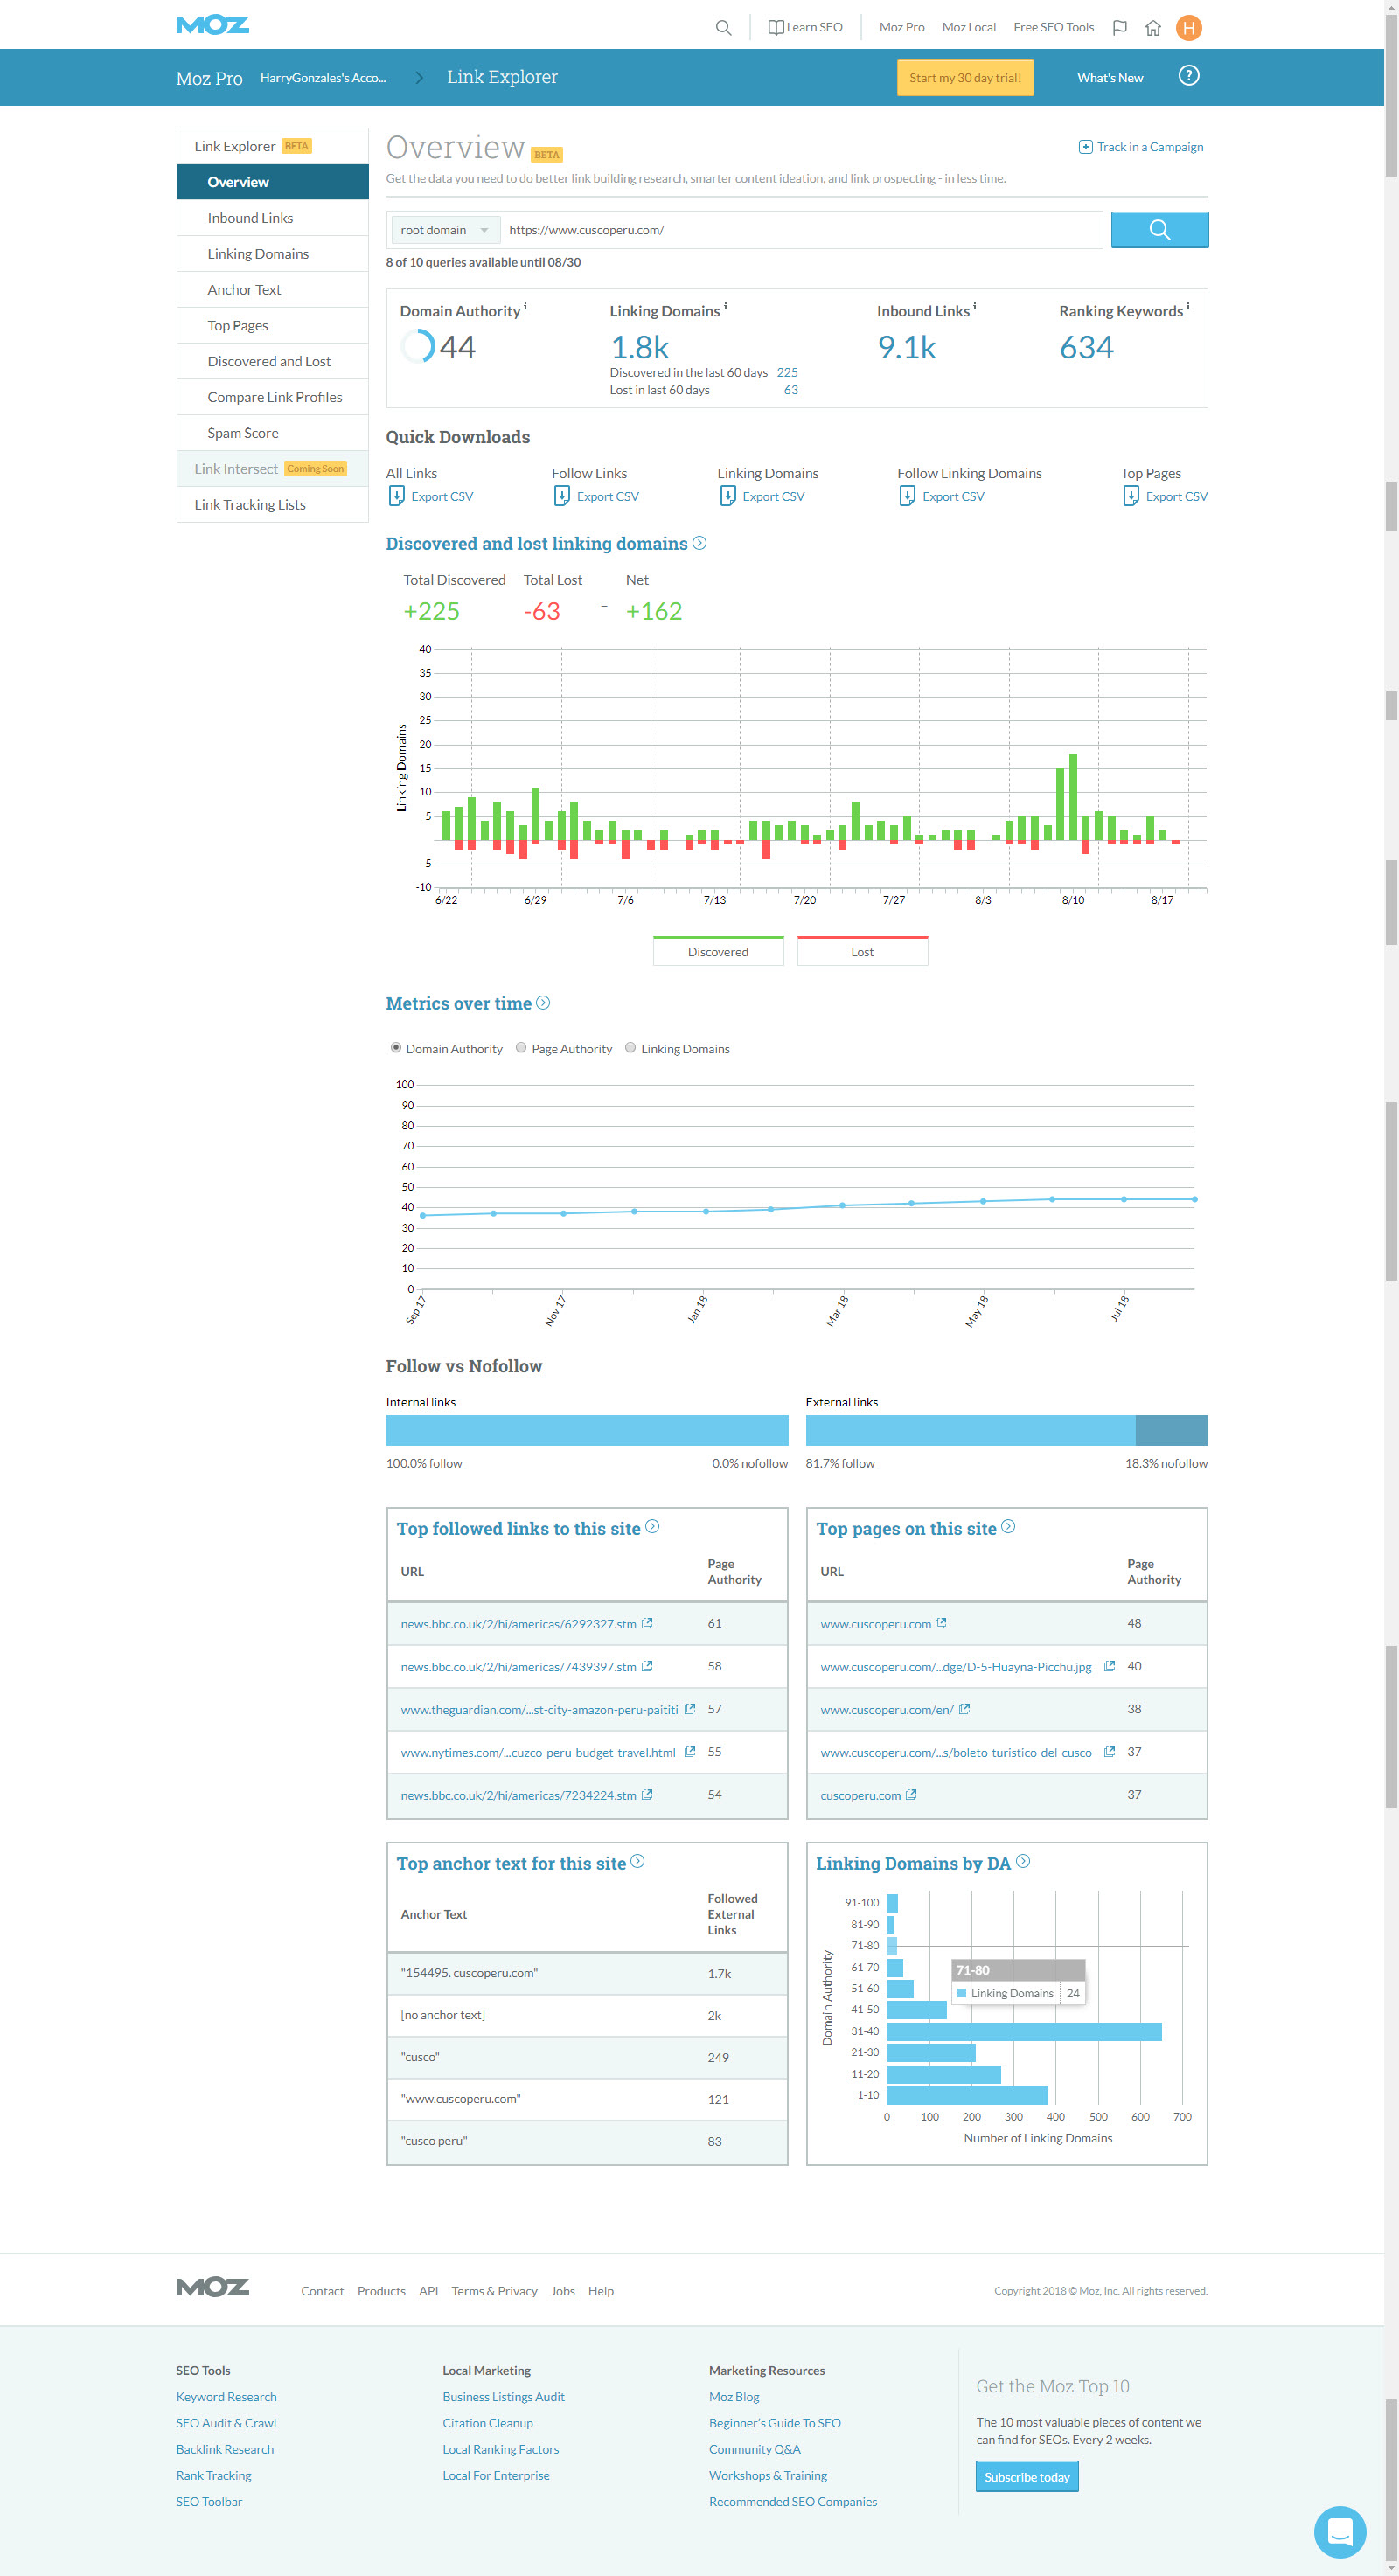 MOZ
Learn SEO
Moz Pro
Moz Local
Free SEO Tools
H
Moz Pro
HarryGonzales's Acco...
Link Explorer
Start my 30 day trial!
What's New
?
Link Explorer BETA
Overview
Inbound Links
Linking Domains
Anchor Text
Top Pages
Discovered and Lost
Compare Link Profiles
Spam Score
Link Intersect Coming Soon
Link Tracking Lists
Overview BETA
Track in a Campaign
Get the data you need to do better link building research, smarter content ideation, and link prospecting - in less time.
root domain
https://www.cuscoperu.com/
8 of 10 queries available until 08/30
Domain Authority i
44
Linking Domains i
1.8k
Discovered in the last 60 days 225
Lost in last 60 days 63
Inbound Links i
9.1k
Ranking Keywords i
634
Quick Downloads
All Links
Export CSV
Follow Links
Export CSV
Linking Domains
Export CSV
Follow Linking Domains
Export CSV
Top Pages
Export CSV
Discovered and lost linking domains
Total Discovered Total Lost Net
+225 -63 - +162
Linking Domains
40
35
30
25
20
15
10
5
-5
-10
6/22 6/29 7/6 7/13 7/20 7/27 8/3 8/10 8/17
Discovered
Lost
Metrics over time
Domain Authority Page Authority Linking Domains
100
90
80
70
60
50
40
30
20
10
0
Sep 17 Nov 17 Jan 18 Mar 18 May 18 Jul 18
Follow vs Nofollow
Internal links
100.0% follow 0.0% nofollow
External links
81.7% follow 18.3% nofollow
Top followed links to this site
URL Page Authority
news.bbc.co.uk/2/hi/americas/6292327.stm 61
news.bbc.co.uk/2/hi/americas/7439397.stm 58
www.theguardian.com/...st-city-amazon-peru-paititi 57
www.nytimes.com/...cuzco-peru-budget-travel.html 55
news.bbc.co.uk/2/hi/americas/7234224.stm 54
Top pages on this site
URL Page Authority
www.cuscoperu.com 48
www.cuscoperu.com/...dge/D-5-Huayna-Picchu.jpg 40
www.cuscoperu.com/en/ 38
www.cuscoperu.com/...s/boleto-turistico-del-cusco 37
cuscoperu.com 37
Top anchor text for this site
Anchor Text Followed External Links
"154495. cuscoperu.com" 1.7k
[no anchor text] 2k
"cusco" 249
"www.cuscoperu.com" 121
"cusco peru" 83
Linking Domains by DA
Domain Authority
91-100
81-90
71-80
61-70
51-60
41-50
31-40
21-30
11-20
1-10
71-80
Linking Domains 24
0 100 200 300 400 500 600 700
Number of Linking Domains
MOZ
Contact Products API Terms & Privacy Jobs Help
Copyright 2018 © Moz, Inc. All rights reserved.
SEO Tools
Keyword Research
SEO Audit & Crawl
Backlink Research
Rank Tracking
SEO Toolbar
Local Marketing
Business Listings Audit
Citation Cleanup
Local Ranking Factors
Local For Enterprise
Marketing Resources
Moz Blog
Beginner's Guide To SEO
Community Q&A
Workshops & Training
Recommended SEO Companies
Get the Moz Top 10
The 10 most valuable pieces of content we
can find for SEOs. Every 2 weeks.
Subscribe today